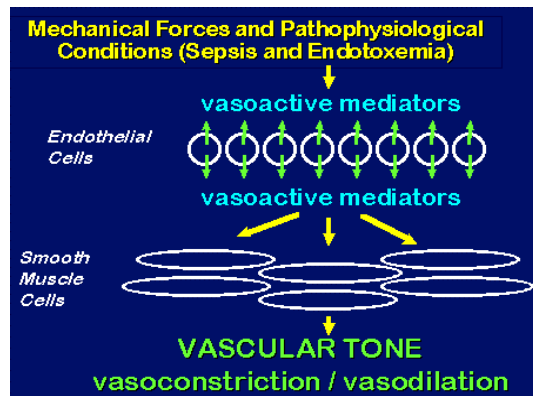 Mechanical Forces and Pathophysiological
Conditions (Sepsis and Endotoxemia)
vasoactive mediators
Endothelial
Cells
vasoactive mediators
Smooth
Muscle
Cells
VASCULAR TONE
vasoconstriction / vasodilation